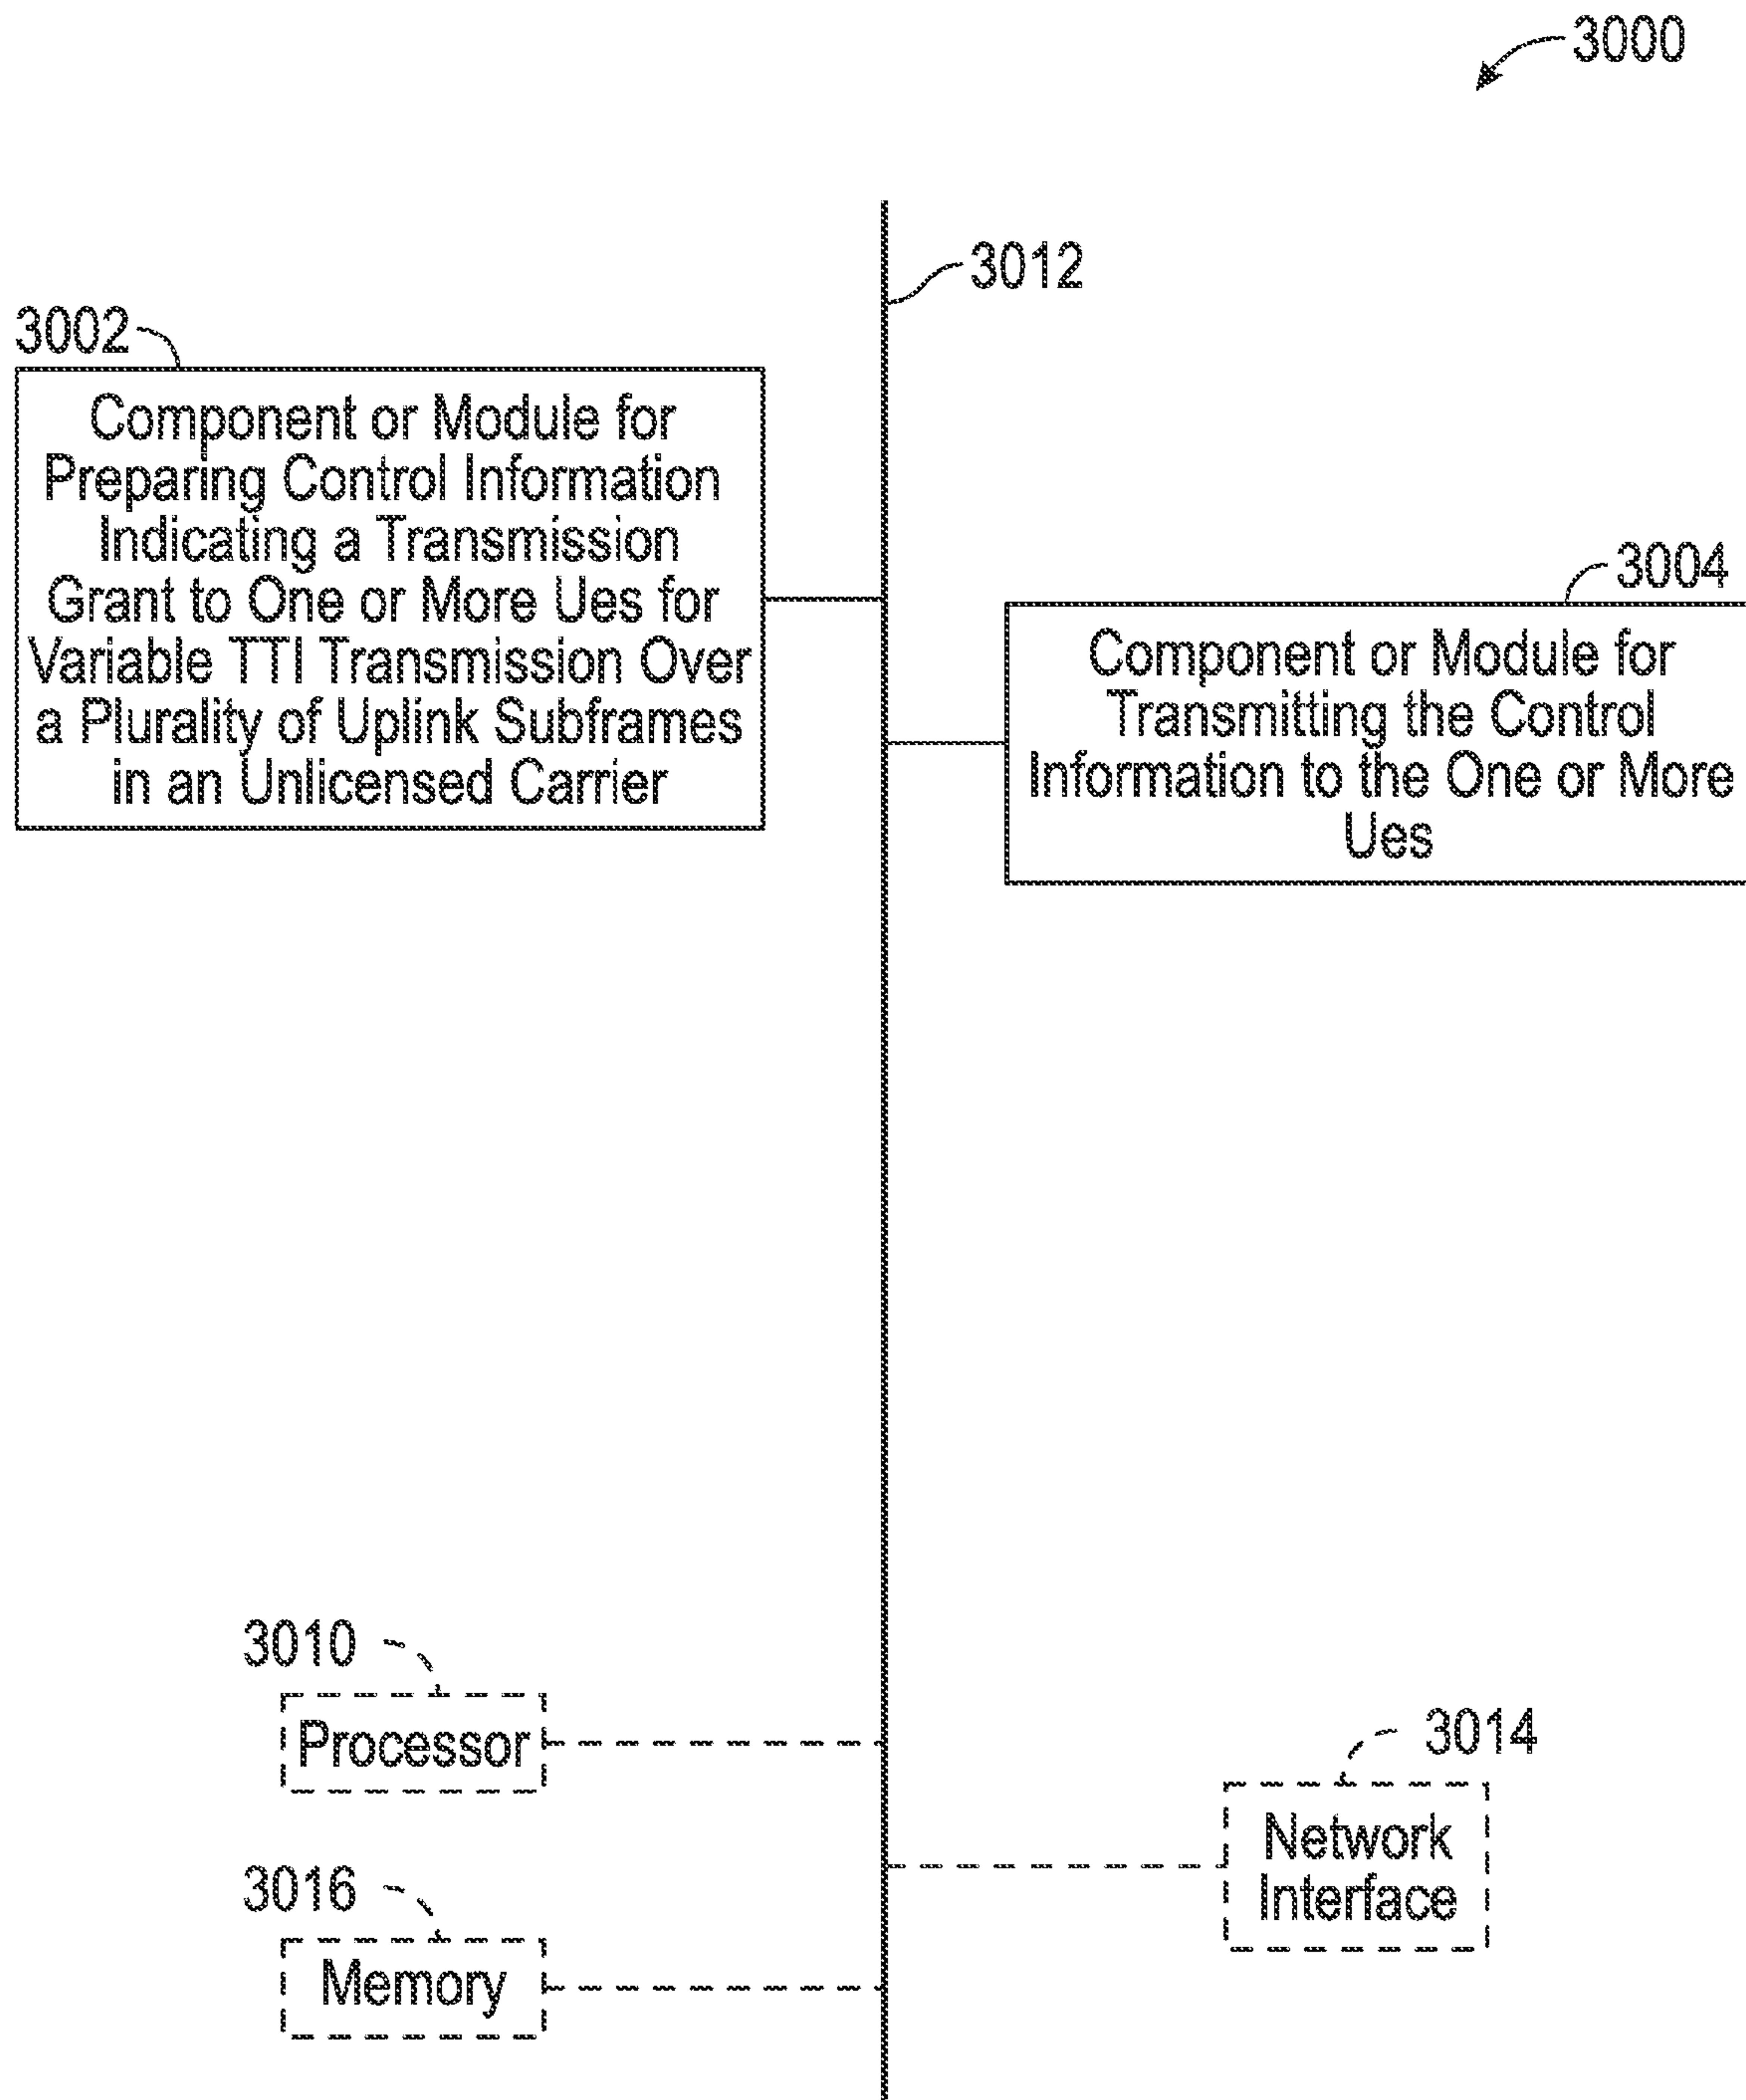 3000
3012
3002
Component or Module for
Preparing Control Information
Indicating a Transmission
Grant to One or More Ues for
Variable TTI Transmission Over
a Plurality of Uplink Subframes
in an Unlicensed Carrier
3004
Component or Module for
Transmitting the Control
Information to the One or More
Ues
3010
Processor
3014
Network
Interface
3016
Memory